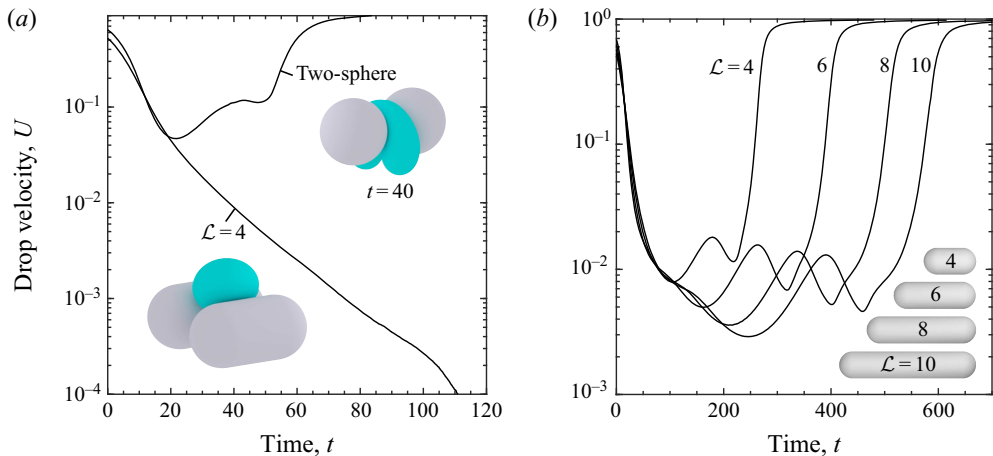 (a)
10⁻¹
10⁻²
10⁻³
10⁻⁴
Drop velocity, U
Two-sphere
t = 40
ℒ = 4
0
20
40
60
80
100
120
Time, t
(b)
10⁰
10⁻¹
10⁻²
10⁻³
ℒ = 4
6
8
10
4
6
8
ℒ = 10
0
200
400
600
Time, t